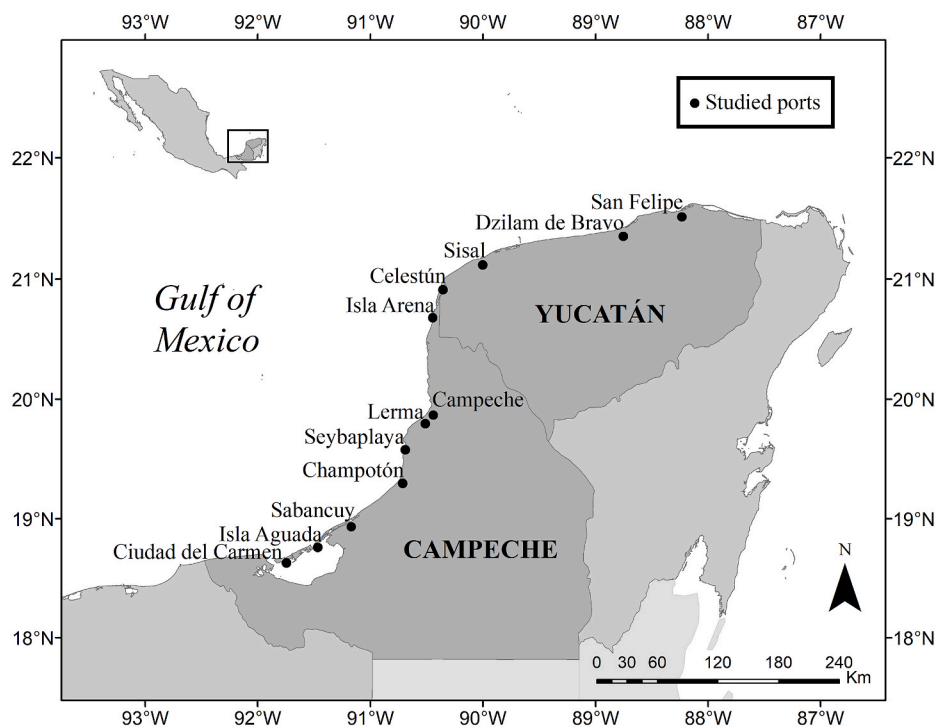 93°W 92°W 91°W 90°W 89°W 88°W 87°W
Studied ports
22°N 22°N
San Felipe
Dzilam de Bravo
Sisal
Celestún
21°N 21°N
Isla Arena
Gulf of
Mexico
YUCATÁN
20°N 20°N
Campeche
Lerma
Seybaplaya
Champotón
Sabancuy
19°N 19°N
Isla Aguada
Ciudad del Carmen
CAMPECHE
N
18°N 18°N
0 30 60 120 180 240
Km
93°W 92°W 91°W 90°W 89°W 88°W 87°W